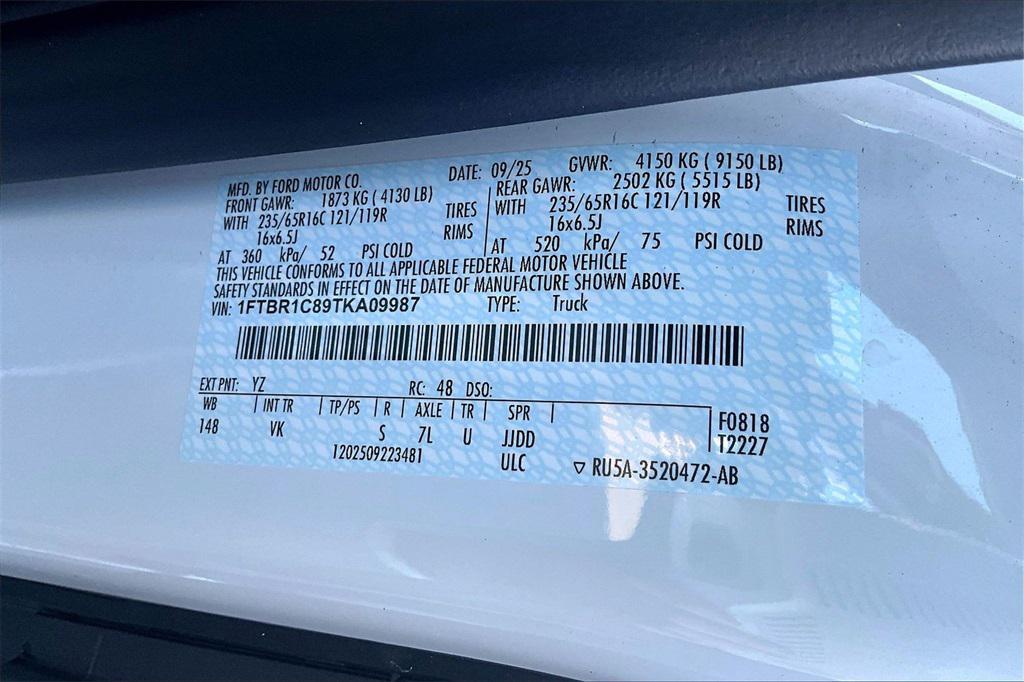 MFD. BY FORD MOTOR CO. DATE: 09/25 GVWR: 4150 KG ( 9150 LB)
FRONT GAWR: 1873 KG ( 4130 LB) REAR GAWR: 2502 KG ( 5515 LB)
WITH 235/65R16C 121/119R TIRES WITH 235/65R16C 121/119R TIRES
16x6.5J RIMS 16x6.5J RIMS
AT 360 kPa/ 52 PSI COLD AT 520 kPa/ 75 PSI COLD
THIS VEHICLE CONFORMS TO ALL APPLICABLE FEDERAL MOTOR VEHICLE
SAFETY STANDARDS IN EFFECT ON THE DATE OF MANUFACTURE SHOWN ABOVE.
VIN: 1FTBR1C89TKA09987 TYPE: Truck
EXT PNT: YZ RC: 48 DSO:
WB INT TR TP/PS R AXLE TR SPR F0818
148 VK S 7L U JJDD T2227
1202509223481 ULC ▽ RU5A-3520472-AB